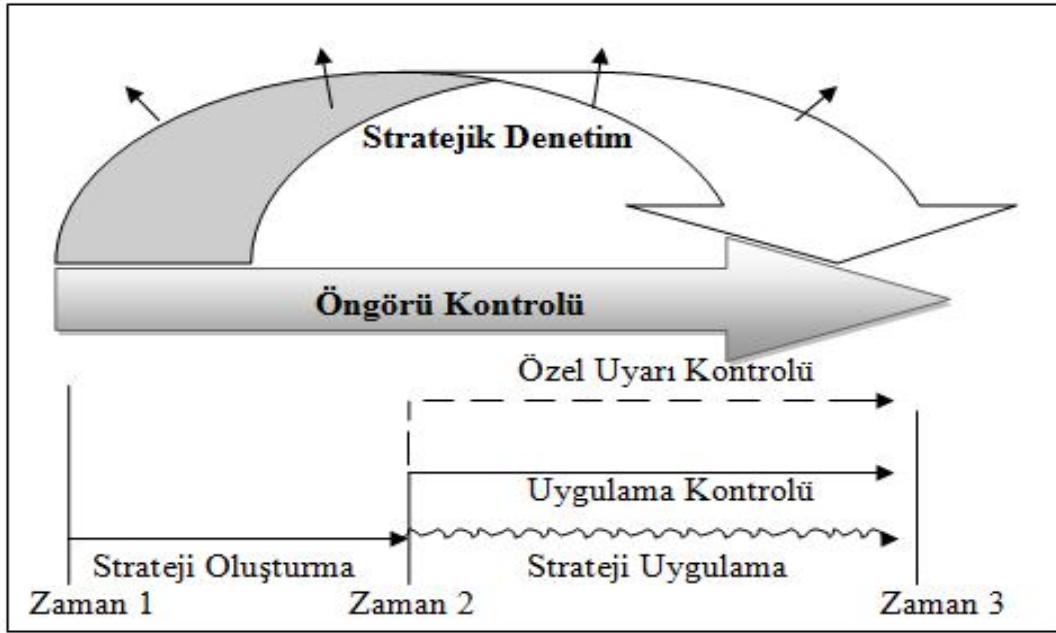 Stratejik Denetim
Öngörü Kontrolü
Özel Uyarı Kontrolü
Uygulama Kontrolü
Strateji Oluşturma
Strateji Uygulama
Zaman 1
Zaman 2
Zaman 3